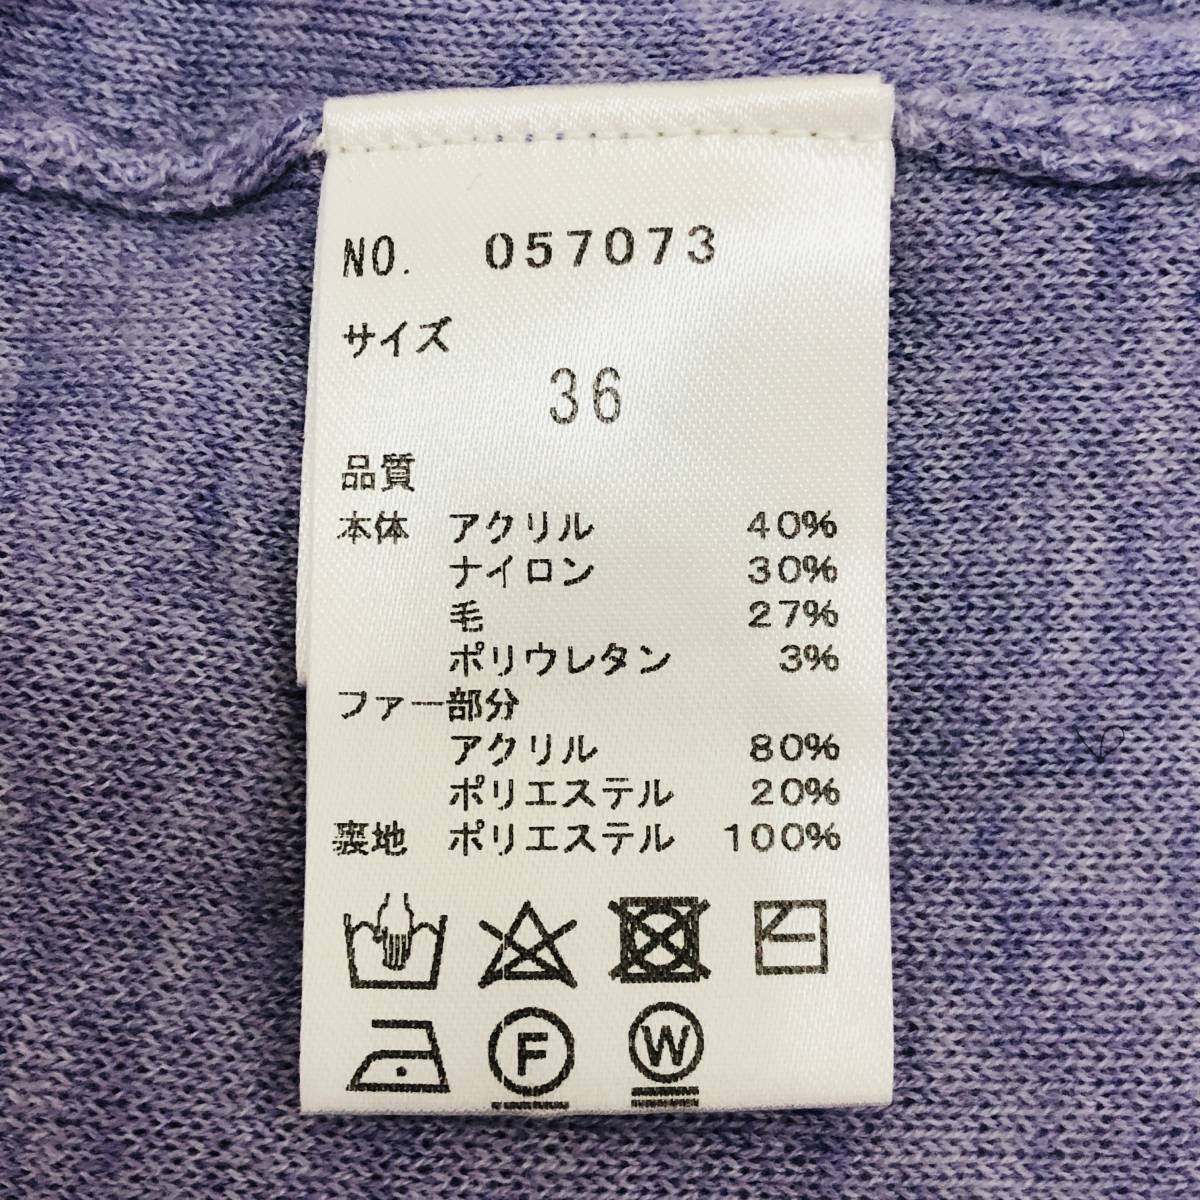 NO. 057073
サイズ
36
品質
本体 アクリル 40%
ナイロン 30%
毛 27%
ポリウレタン 3%
ファー部分
アクリル 80%
ポリエステル 20%
裏地 ポリエステル 100%
F W